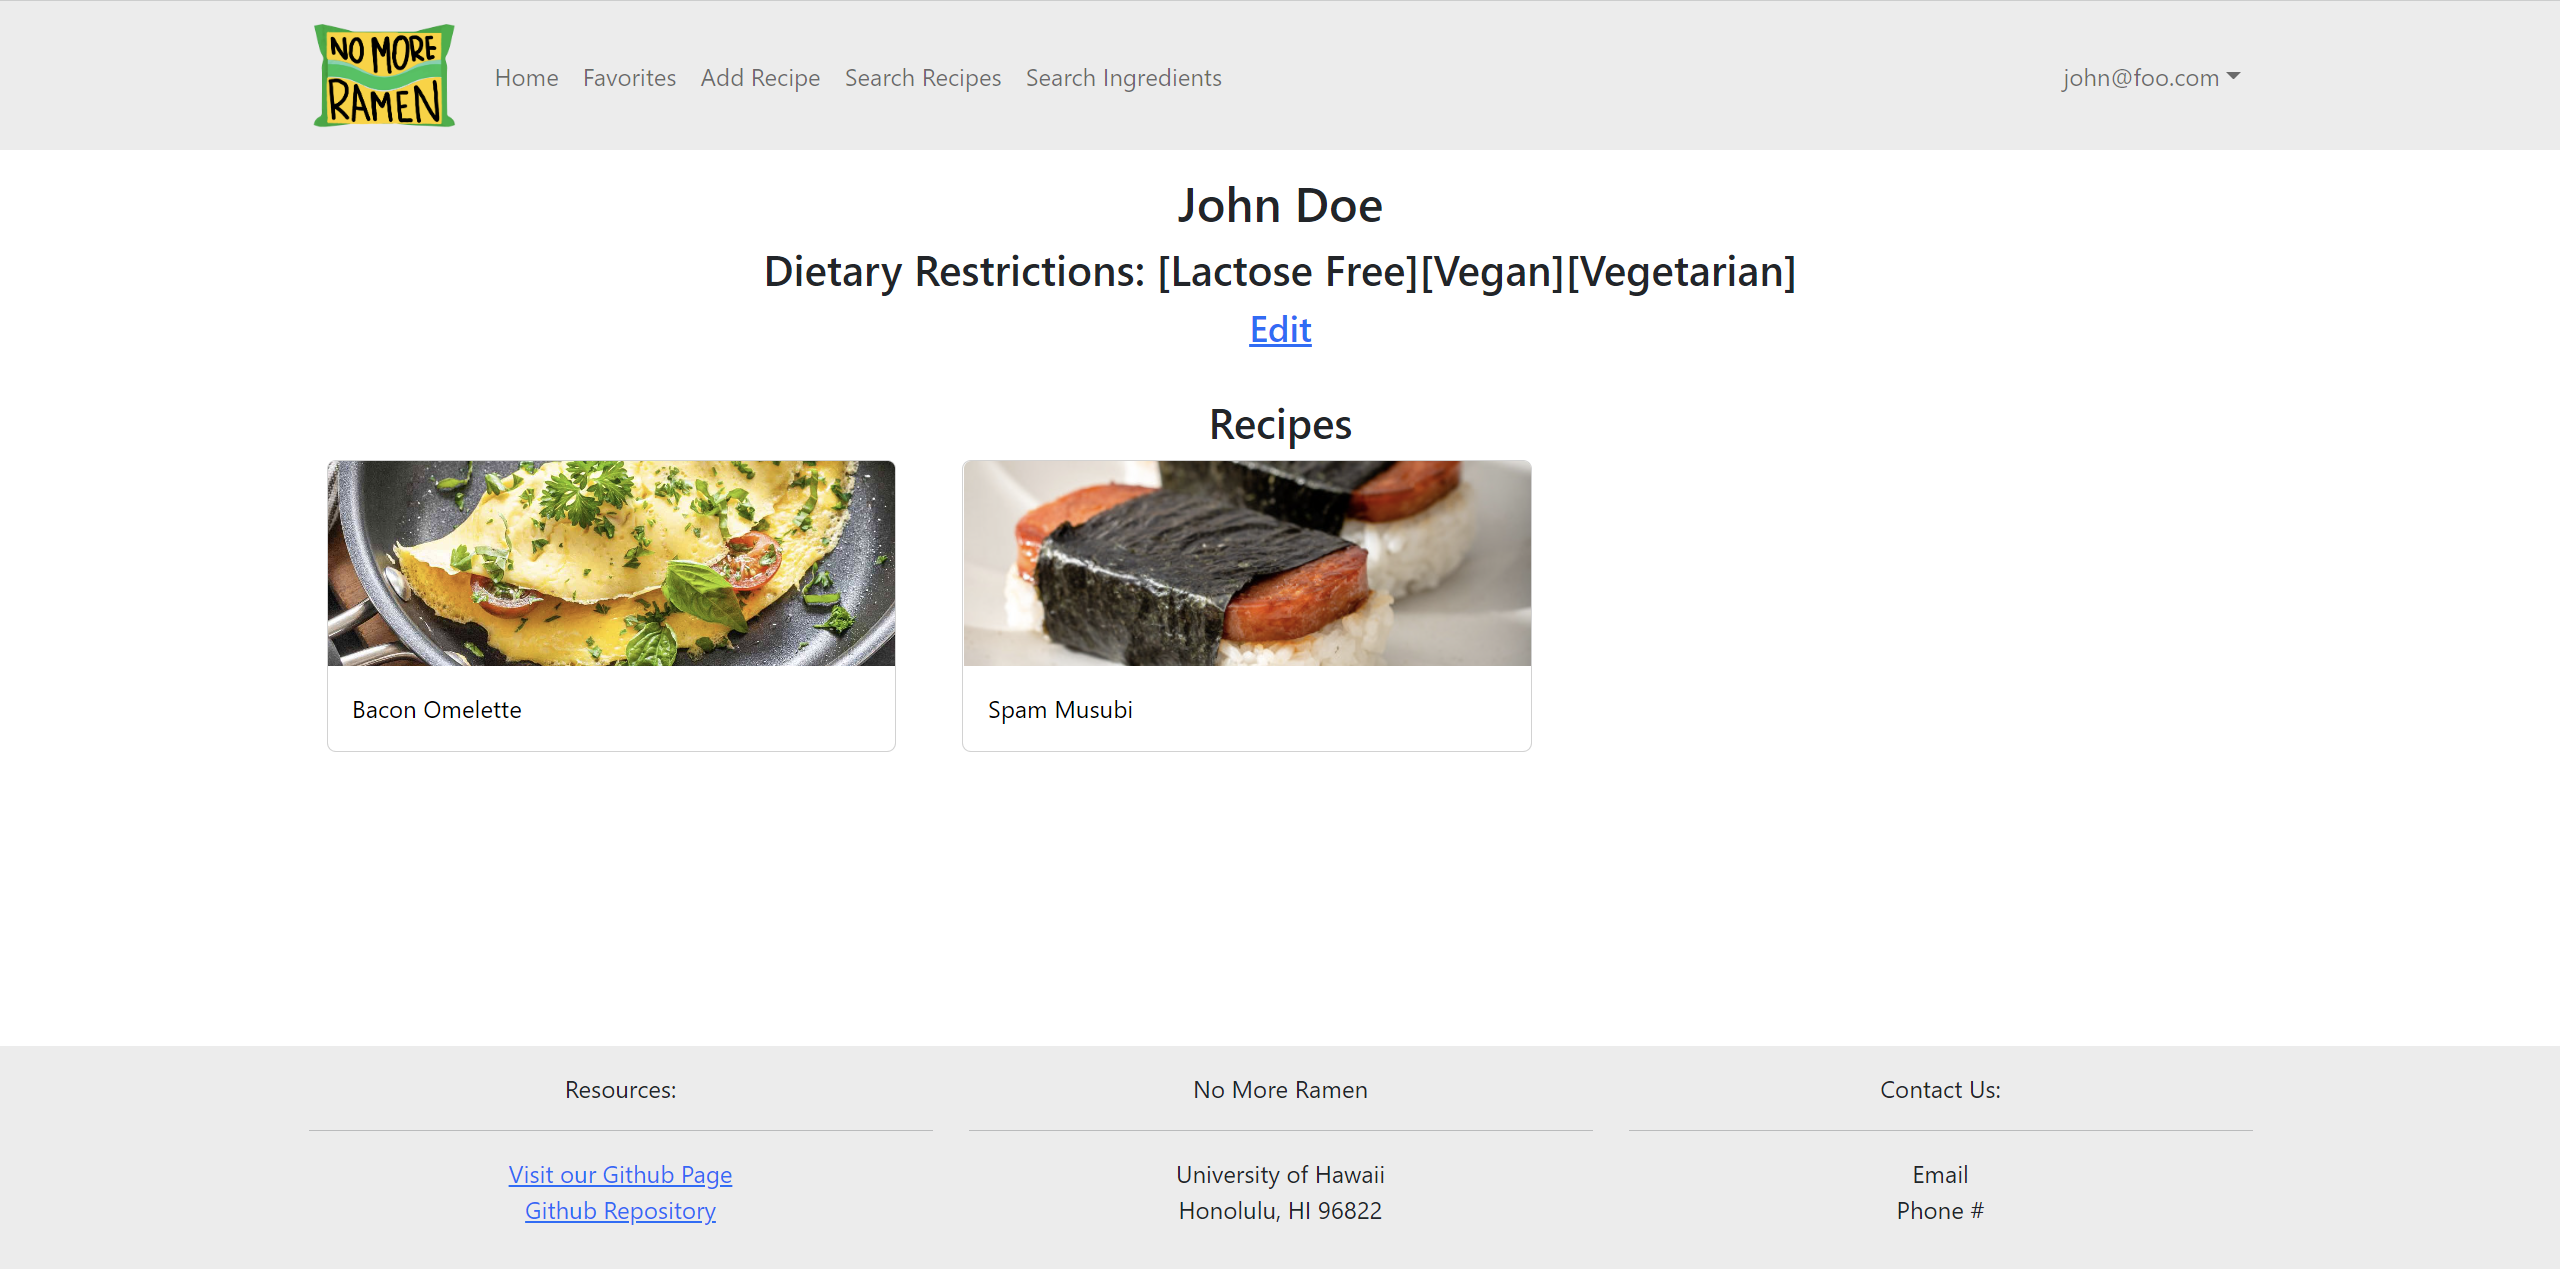 NO MORE
RAMEN
Home Favorites Add Recipe Search Recipes Search Ingredients john@foo.com
John Doe
Dietary Restrictions: [Lactose Free][Vegan][Vegetarian]
Edit
Recipes
Bacon Omelette
Spam Musubi
Resources:
Visit our Github Page
Github Repository
No More Ramen
University of Hawaii
Honolulu, HI 96822
Contact Us:
Email
Phone #